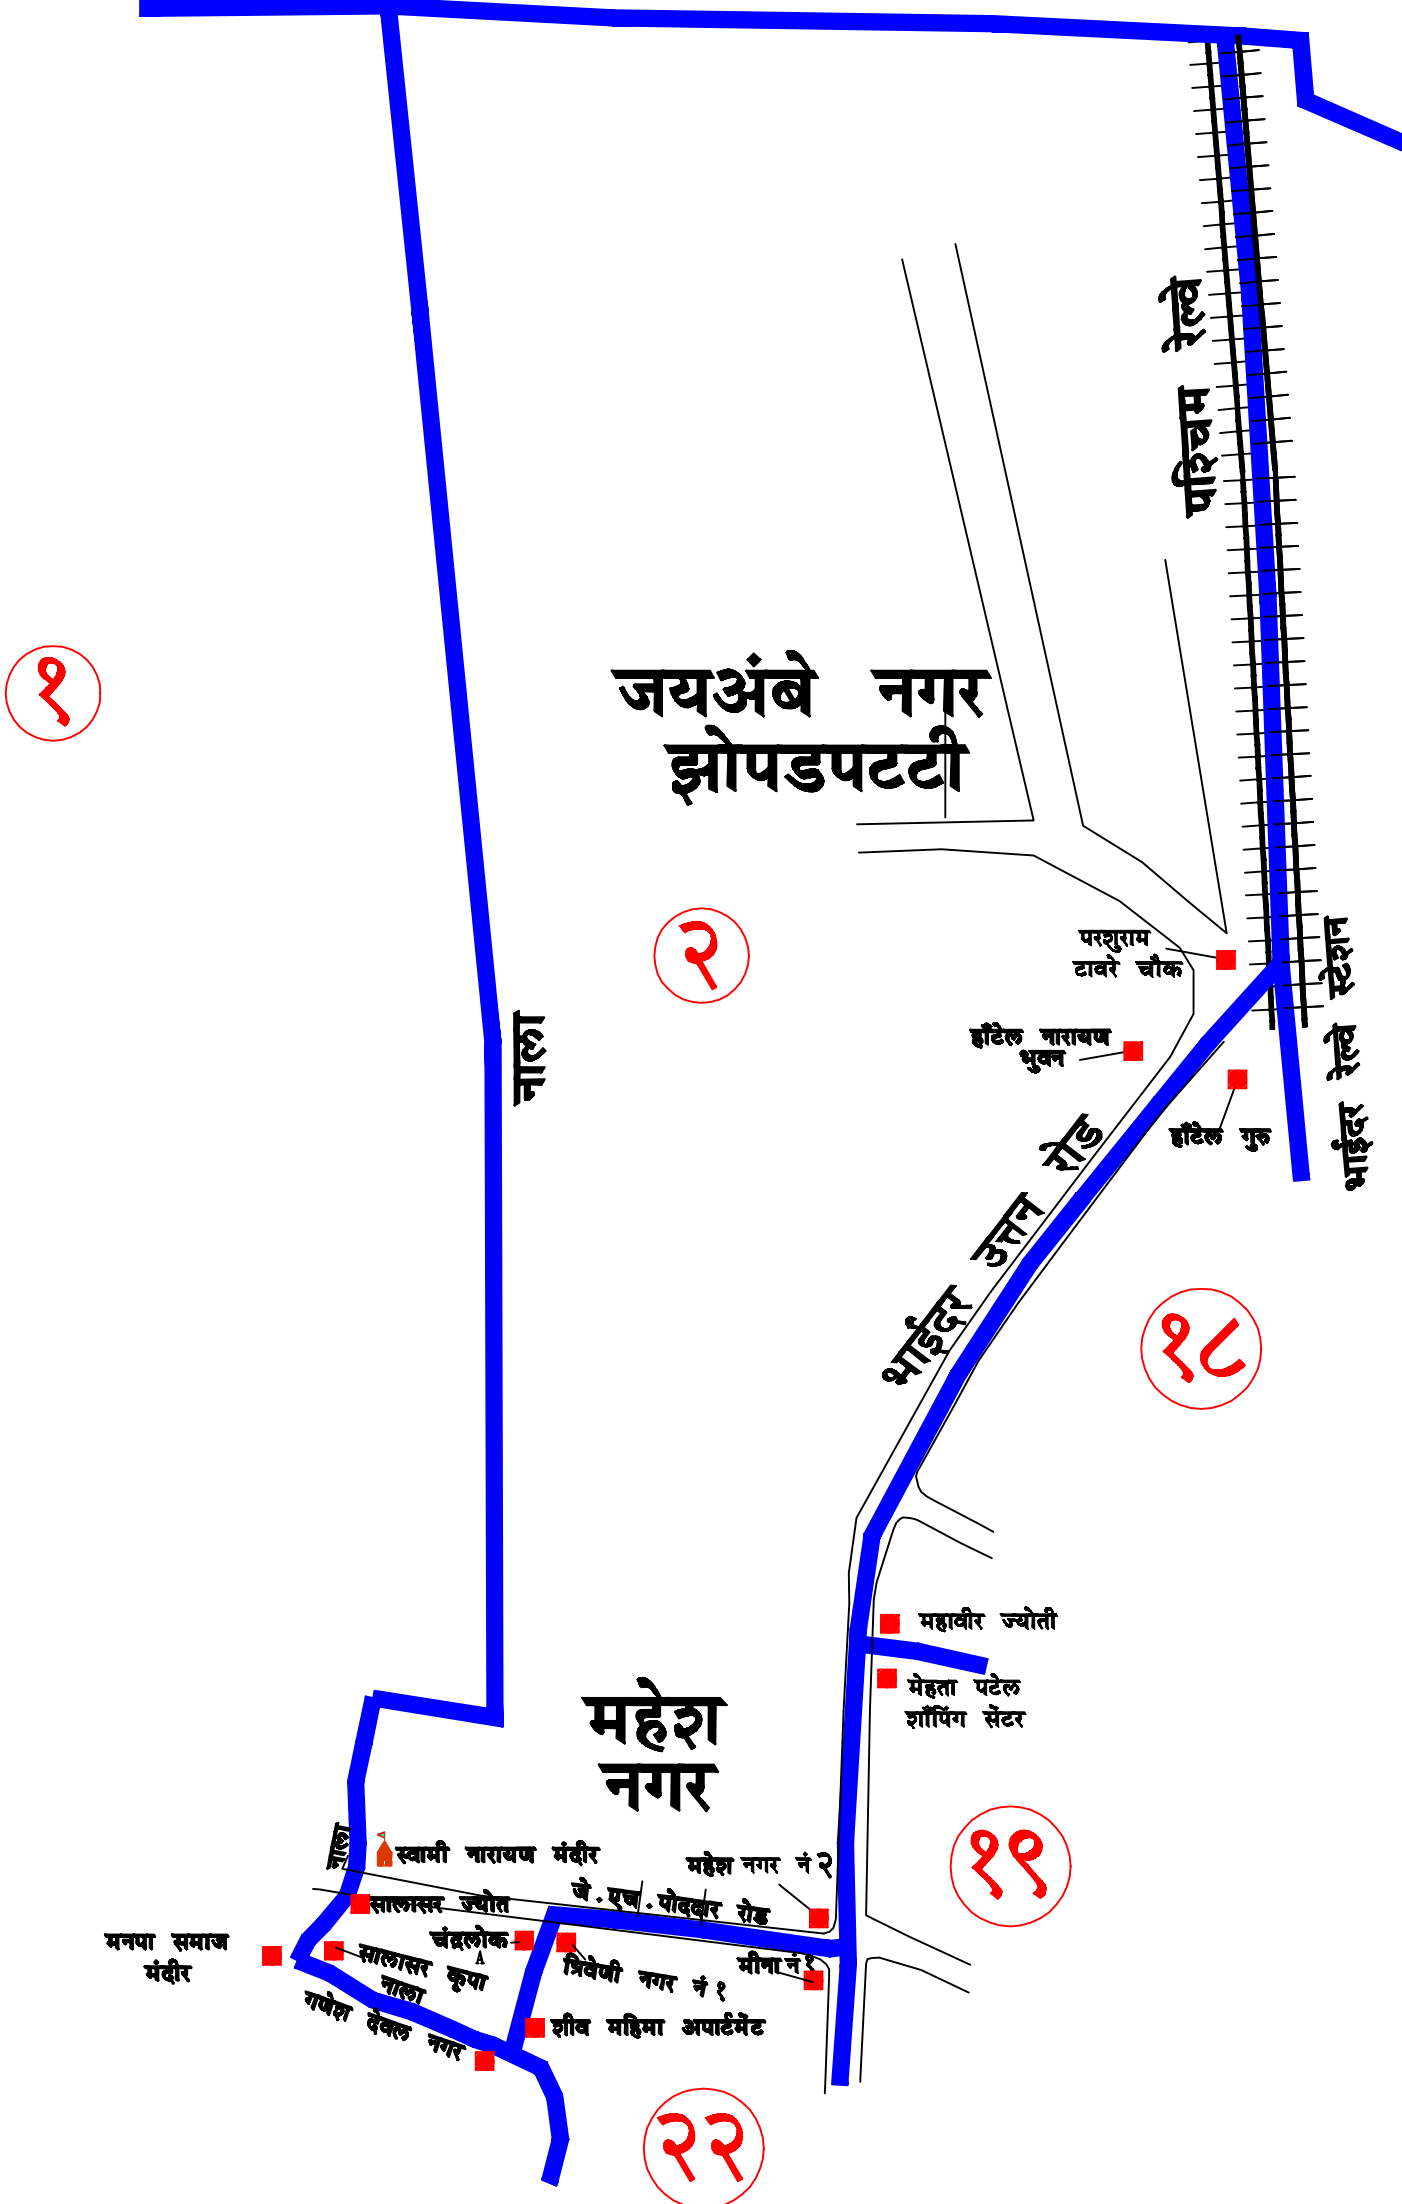 पश्चिम रेल्वे
१
जयअंबे नगर
झोपडपटटी
२
परशुराम
टावरे चौक
भाईंदर रेल्वे स्टेशन
नाला
हाँटेल नारायण
भुवन
हाँटेल गुरु
भाईंदर उत्तन रोड
१८
महावीर ज्योती
मेहता पटेल
शाँपिंग सेंटर
महेश
नगर
१९
नाला
स्वामी नारायण मंदीर
महेश नगर नं २
जे.एच.पोददार रोड
सालासर ज्योत
चंद्रलोक
A
मनपा समाज
मंदीर
सालासर कृपा
नाला
त्रिवेणी नगर नं १
मीना नं १
गणेश देवल नगर
शीव महिमा अपार्टमेंट
२२